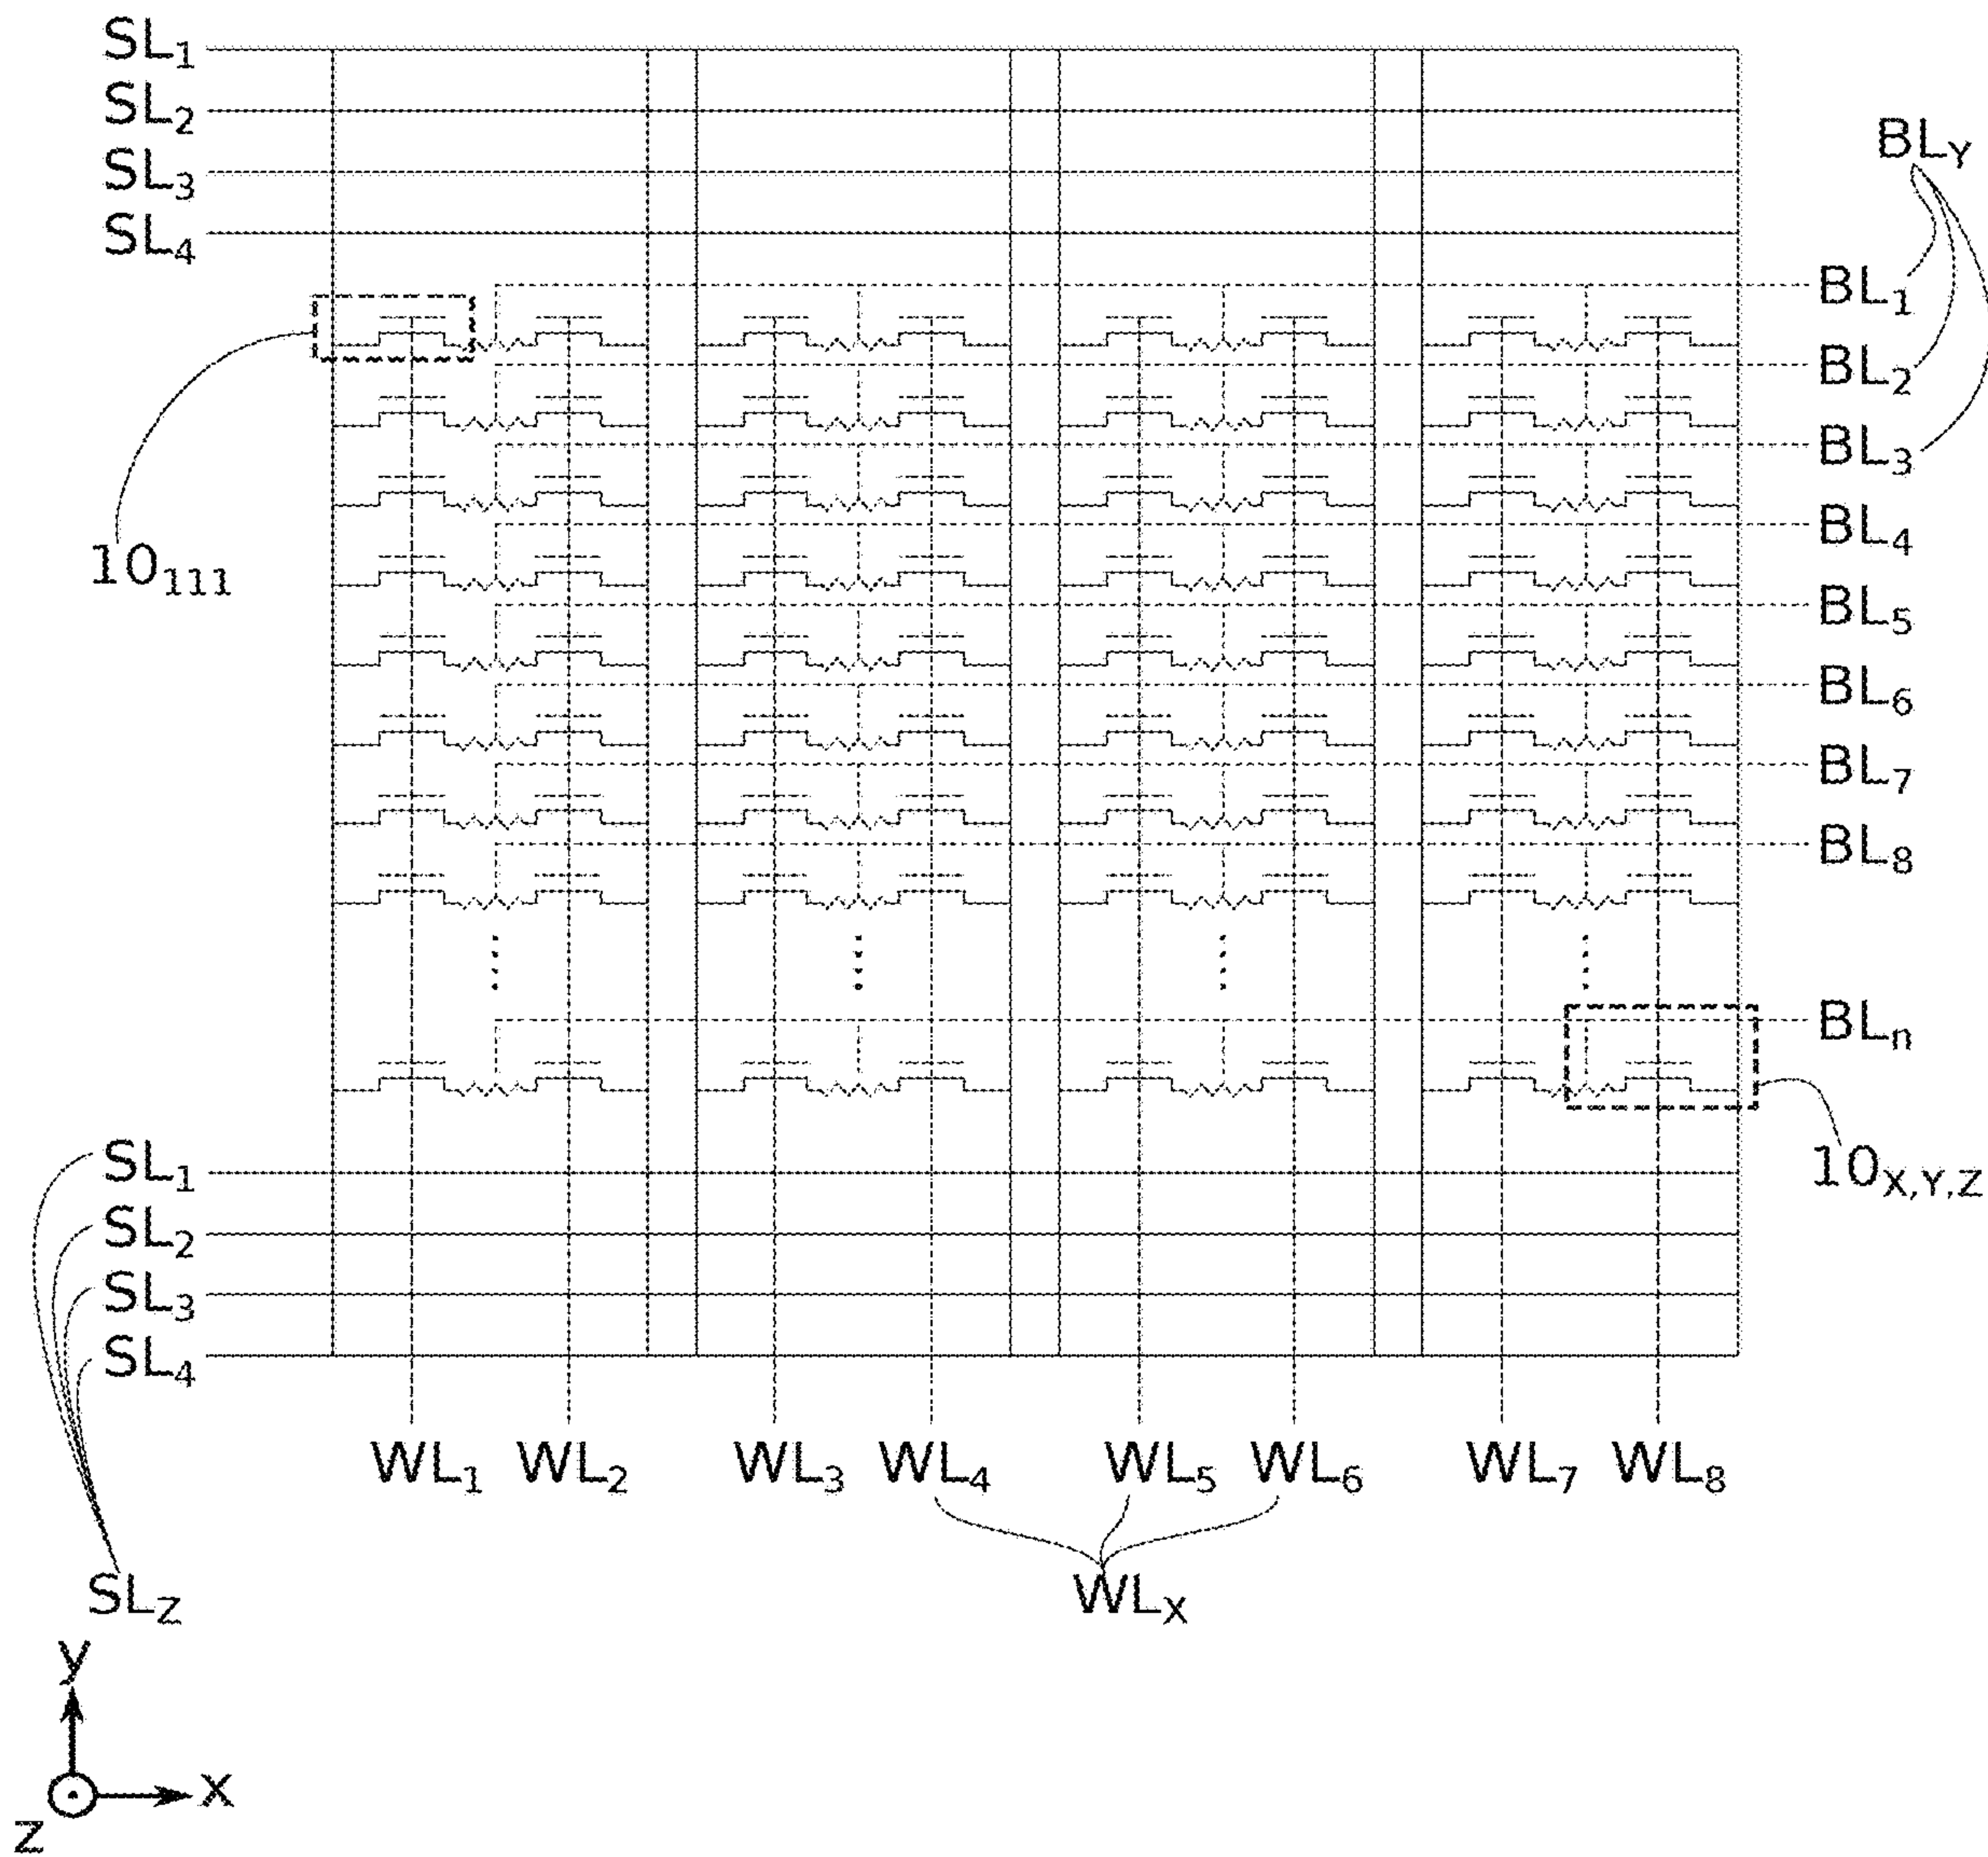 SL1
SL2
SL3
SL4
BLY
BL1
BL2
BL3
BL4
BL5
BL6
BL7
BL8
BLn
10111
10X,Y,Z
SL1
SL2
SL3
SL4
WL1 WL2 WL3 WL4 WL5 WL6 WL7 WL8
SLZ
WLX
y
x
z